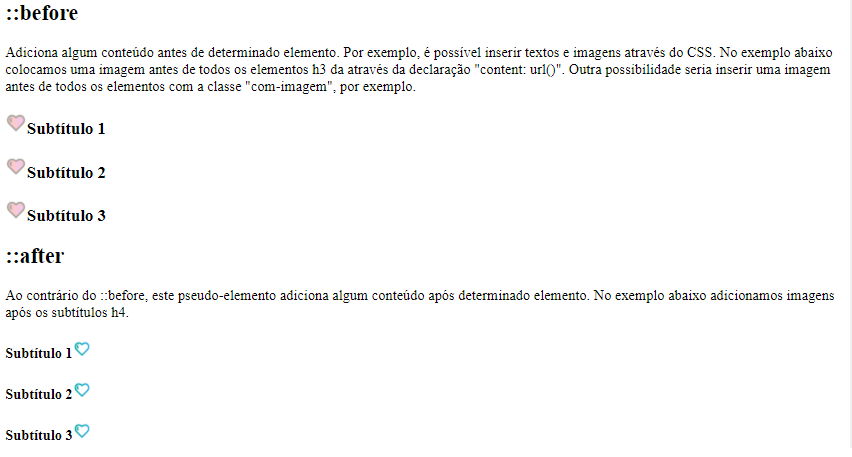 ::before
Adiciona algum conteúdo antes de determinado elemento. Por exemplo, é possível inserir textos e imagens através do CSS. No exemplo abaixo
colocamos uma imagem antes de todos os elementos h3 da através da declaração "content: url()". Outra possibilidade seria inserir uma imagem
antes de todos os elementos com a classe "com-imagem", por exemplo.
Subtítulo 1
Subtítulo 2
Subtítulo 3
::after
Ao contrário do ::before, este pseudo-elemento adiciona algum conteúdo após determinado elemento. No exemplo abaixo adicionamos imagens
após os subtítulos h4.
Subtítulo 1
Subtítulo 2
Subtítulo 3